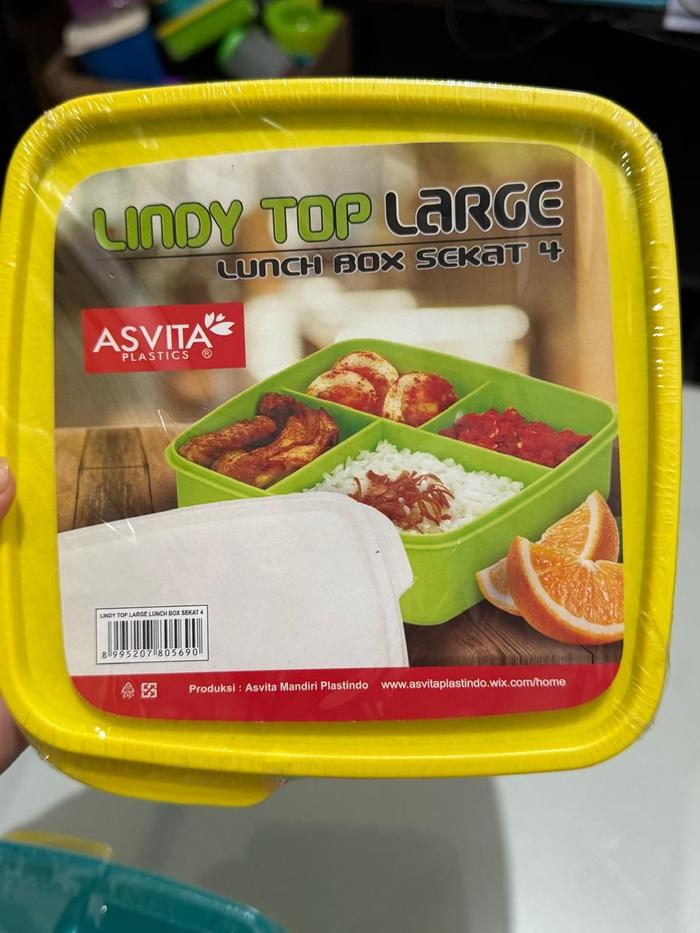 LINDY TOP LARGE
LUNCH BOX SEKAT 4
ASVITA
PLASTICS ®
LINDY TOP LARGE LUNCH BOX SEKAT 4
8 995207 805690
Produksi : Asvita Mandiri Plastindo www.asvitaplastindo.wix.com/home